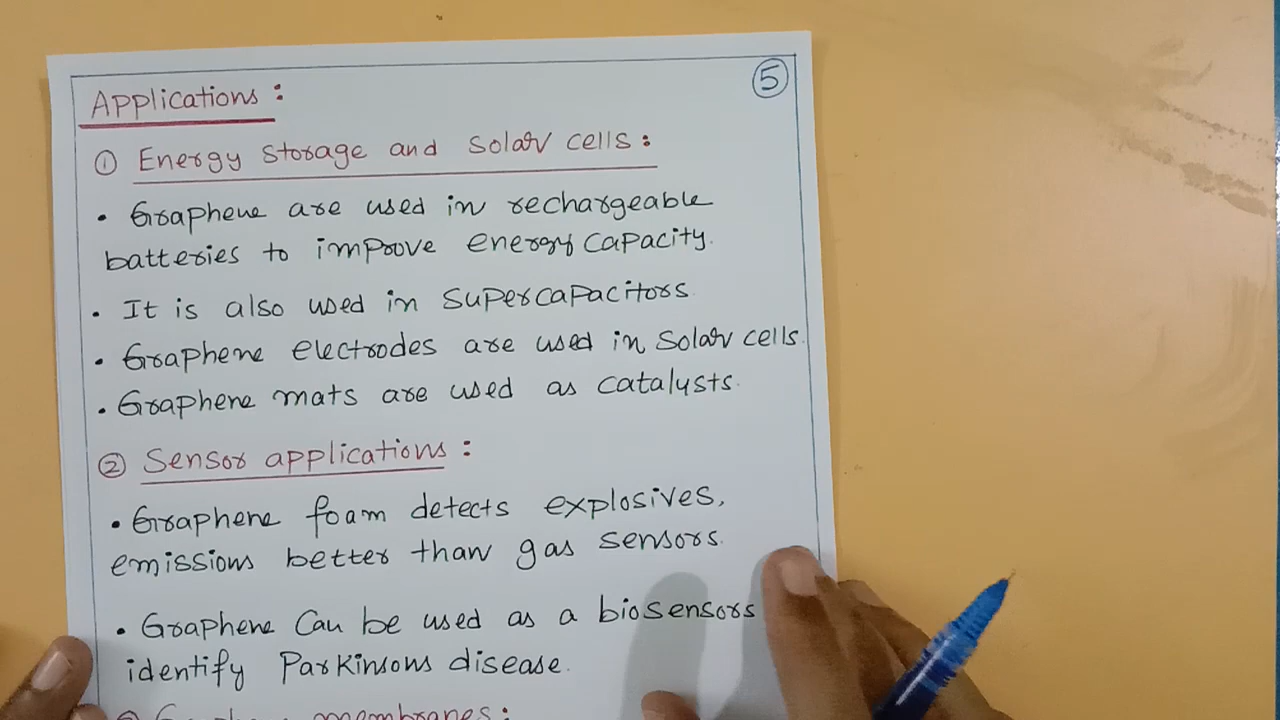 5
Applications:
① Energy storage and solar cells:
• Graphene are used in rechargeable
batteries to improve energy capacity.
• It is also used in supercapacitors.
• Graphene electrodes are used in solar cells.
• Graphene mats are used as catalysts.
② Sensor applications:
• Graphene foam detects explosives,
emissions better than gas sensors.
• Graphene can be used as a biosensors
identify Parkinsons disease.
membranes: